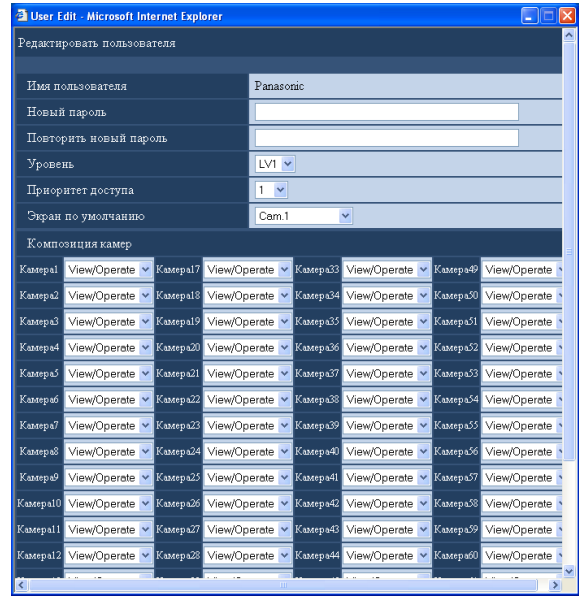 User Edit - Microsoft Internet Explorer
Редактировать пользователя
Имя пользователя Panasonic
Новый пароль
Повторить новый пароль
Уровень LV1
Приоритет доступа 1
Экран по умолчанию Cam.1
Композиция камер
Камера1 View/Operate Камера17 View/Operate Камера33 View/Operate Камера49 View/Operate
Камера2 View/Operate Камера18 View/Operate Камера34 View/Operate Камера50 View/Operate
Камера3 View/Operate Камера19 View/Operate Камера35 View/Operate Камера51 View/Operate
Камера4 View/Operate Камера20 View/Operate Камера36 View/Operate Камера52 View/Operate
Камера5 View/Operate Камера21 View/Operate Камера37 View/Operate Камера53 View/Operate
Камера6 View/Operate Камера22 View/Operate Камера38 View/Operate Камера54 View/Operate
Камера7 View/Operate Камера23 View/Operate Камера39 View/Operate Камера55 View/Operate
Камера8 View/Operate Камера24 View/Operate Камера40 View/Operate Камера56 View/Operate
Камера9 View/Operate Камера25 View/Operate Камера41 View/Operate Камера57 View/Operate
Камера10 View/Operate Камера26 View/Operate Камера42 View/Operate Камера58 View/Operate
Камера11 View/Operate Камера27 View/Operate Камера43 View/Operate Камера59 View/Operate
Камера12 View/Operate Камера28 View/Operate Камера44 View/Operate Камера60 View/Operate